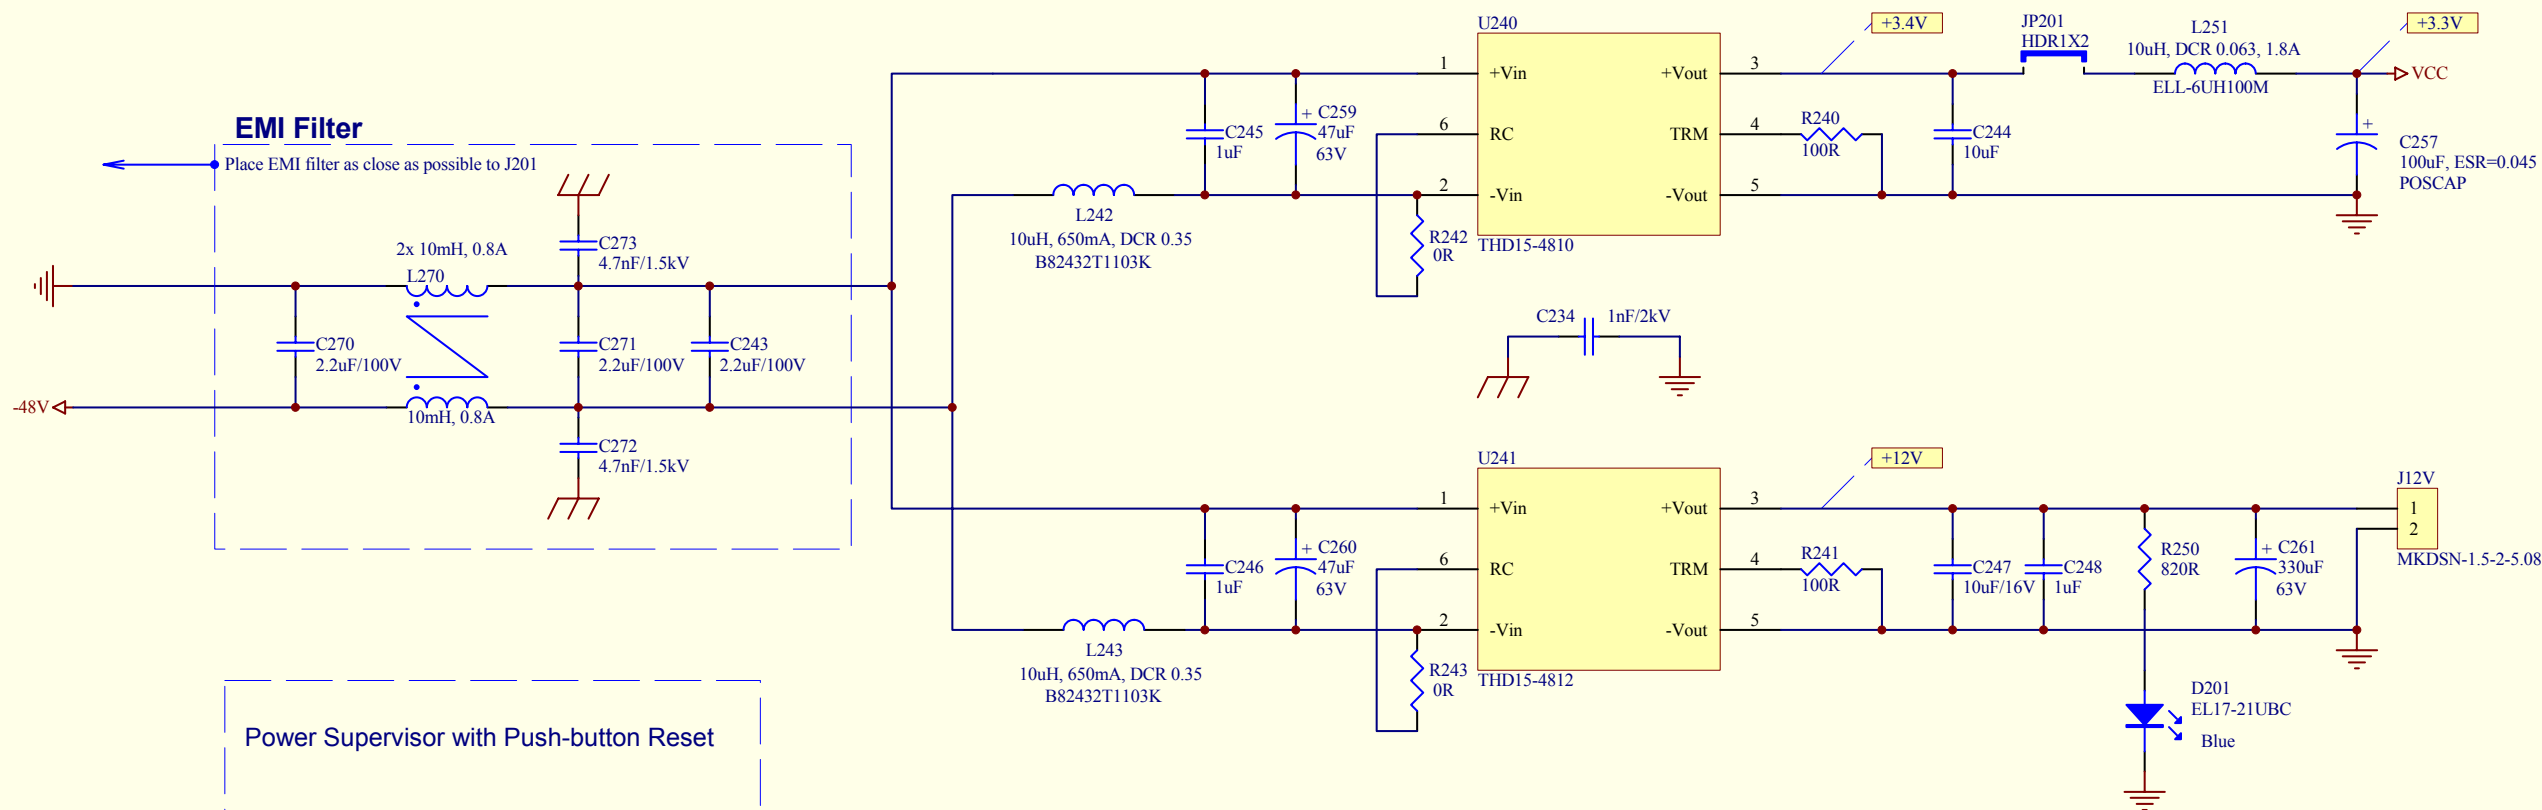 U240
+3.4V
JP201
HDR1X2
L251
10uH, DCR 0.063, 1.8A
ELL-6UH100M
+3.3V
VCC
1
+Vin
+Vout
3
C245
1uF
+
C259
47uF
63V
6
RC
TRM
4
R240
100R
C244
10uF
+
C257
100uF, ESR=0.045
POSCAP
2
-Vin
-Vout
5
L242
10uH, 650mA, DCR 0.35
B82432T1103K
R242
0R
THD15-4810
EMI Filter
Place EMI filter as close as possible to J201
C273
4.7nF/1.5kV
2x 10mH, 0.8A
L270
C270
2.2uF/100V
C271
2.2uF/100V
C243
2.2uF/100V
-48V
10mH, 0.8A
C272
4.7nF/1.5kV
C234
1nF/2kV
U241
+12V
J12V
1
2
MKDSN-1.5-2-5.08
1
+Vin
+Vout
3
C246
1uF
+
C260
47uF
63V
6
RC
TRM
4
R241
100R
C247
10uF/16V
C248
1uF
R250
820R
+
C261
330uF
63V
2
-Vin
-Vout
5
L243
10uH, 650mA, DCR 0.35
B82432T1103K
R243
0R
THD15-4812
D201
EL17-21UBC
Blue
Power Supervisor with Push-button Reset